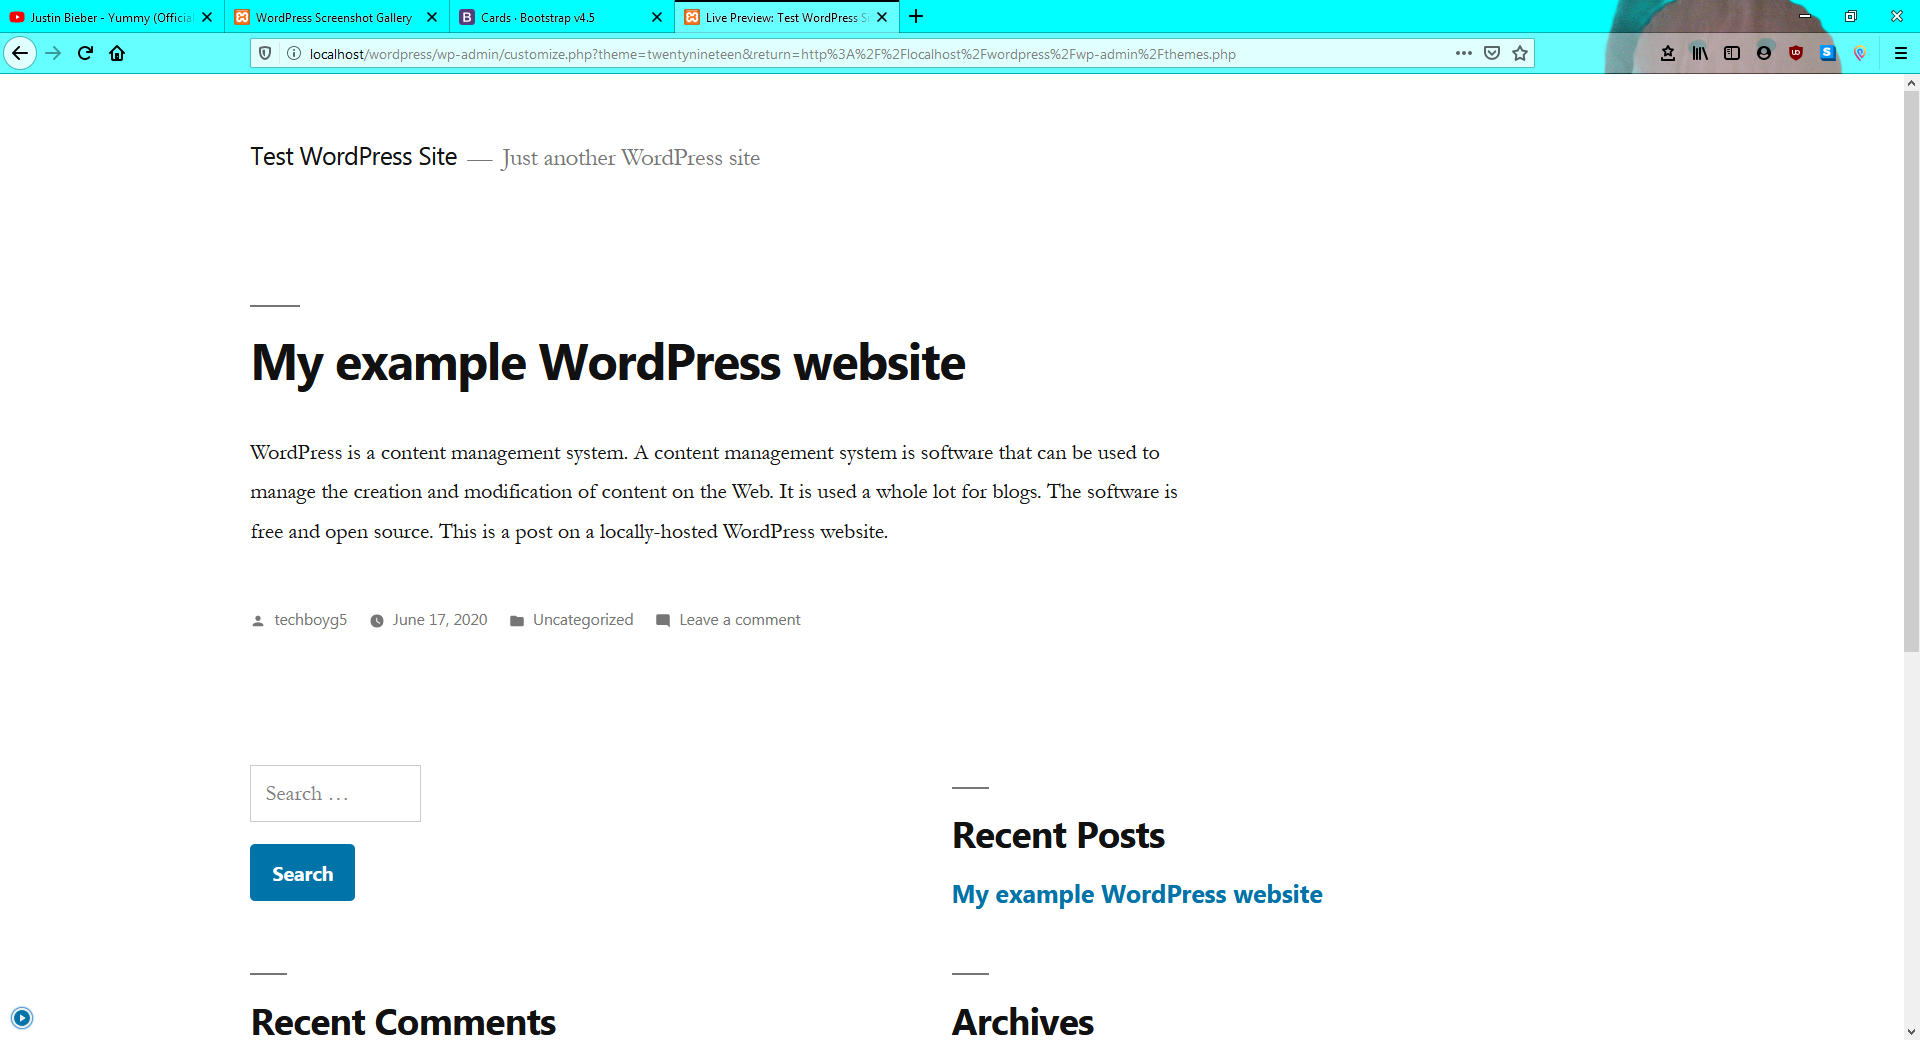 Justin Bieber - Yummy (Official
WordPress Screenshot Gallery
Cards · Bootstrap v4.5
Live Preview: Test WordPress Si
localhost/wordpress/wp-admin/customize.php?theme=twentynineteen&return=http%3A%2F%2Flocalhost%2Fwordpress%2Fwp-admin%2Fthemes.php
Test WordPress Site — Just another WordPress site
My example WordPress website
WordPress is a content management system. A content management system is software that can be used to
manage the creation and modification of content on the Web. It is used a whole lot for blogs. The software is
free and open source. This is a post on a locally-hosted WordPress website.
techboyg5 June 17, 2020 Uncategorized Leave a comment
Search …
Search
Recent Posts
My example WordPress website
Recent Comments
Archives